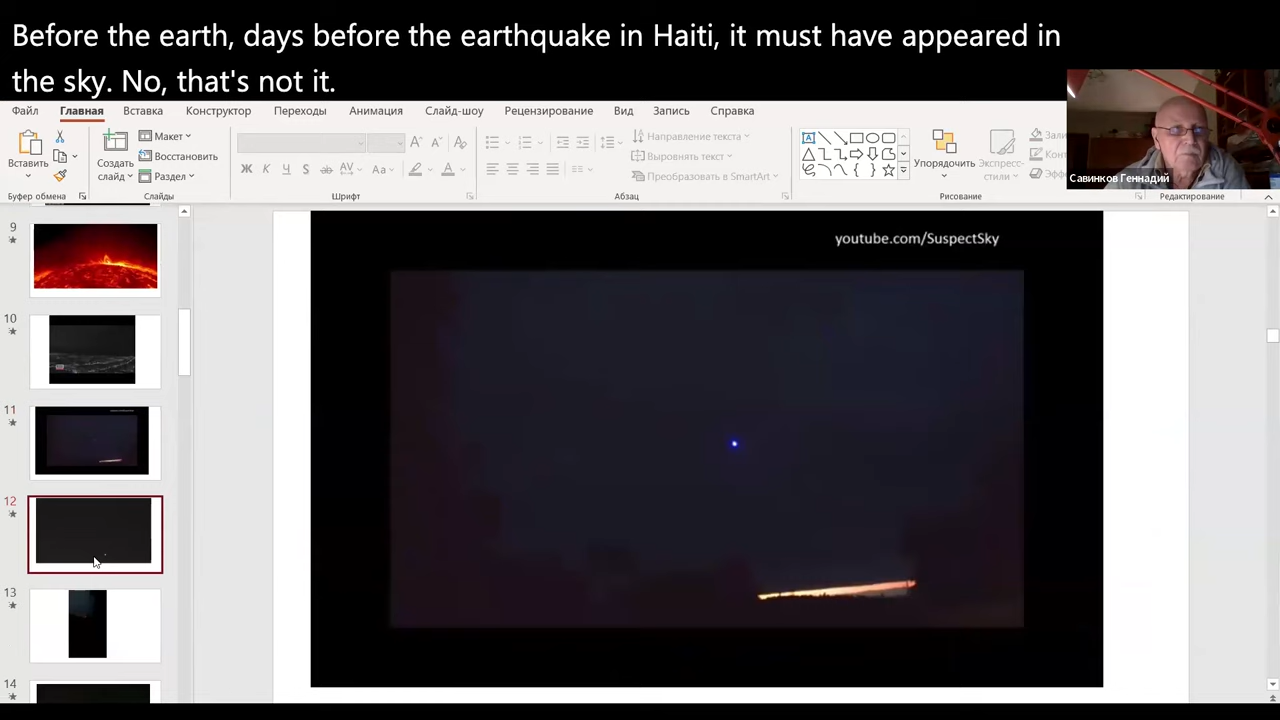 Before the earth, days before the earthquake in Haiti, it must have appeared in
the sky. No, that's not it.
Файл Главная Вставка Конструктор Переходы Анимация Слайд-шоу Рецензирование Вид Запись Справка
Вставить
Создать
слайд
Макет
Восстановить
Раздел
Ж К Ч S ab AV Aa A
Направление текста
Выровнять текст
Преобразовать в SmartArt
Упорядочить
Экспресс-
стили
Буфер обмена Слайды Шрифт Абзац Рисование Редактирование
Савинков Геннадий
youtube.com/SuspectSky
9
10
11
12
13
14